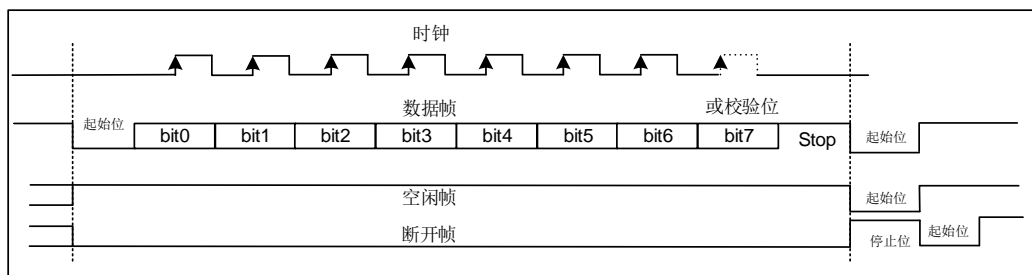 时钟
数据帧 或校验位
起始位 bit0 bit1 bit2 bit3 bit4 bit5 bit6 bit7 Stop 起始位
空闲帧 起始位
断开帧 停止位 起始位